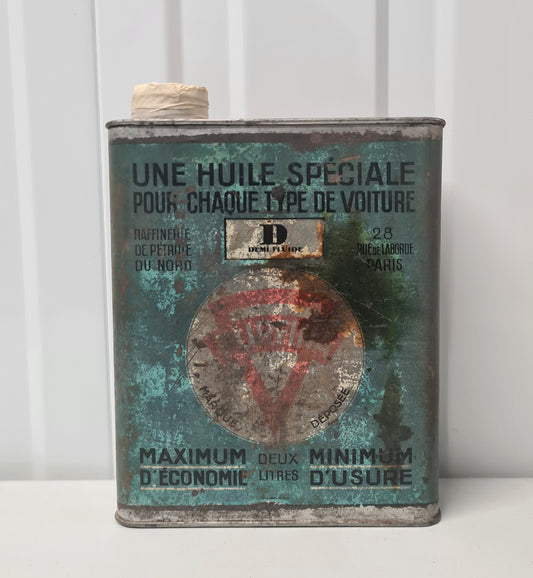 UNE HUILE SPÉCIALE
POUR CHAQUE TYPE DE VOITURE
RAFFINERIE
DE PÉTROLE
DU NORD
D
DEMI-FLUIDE
28
RUE DE LABORDE
PARIS
MARQUE DÉPOSÉE
MAXIMUM
D'ÉCONOMIE
DEUX
LITRES
MINIMUM
D'USURE